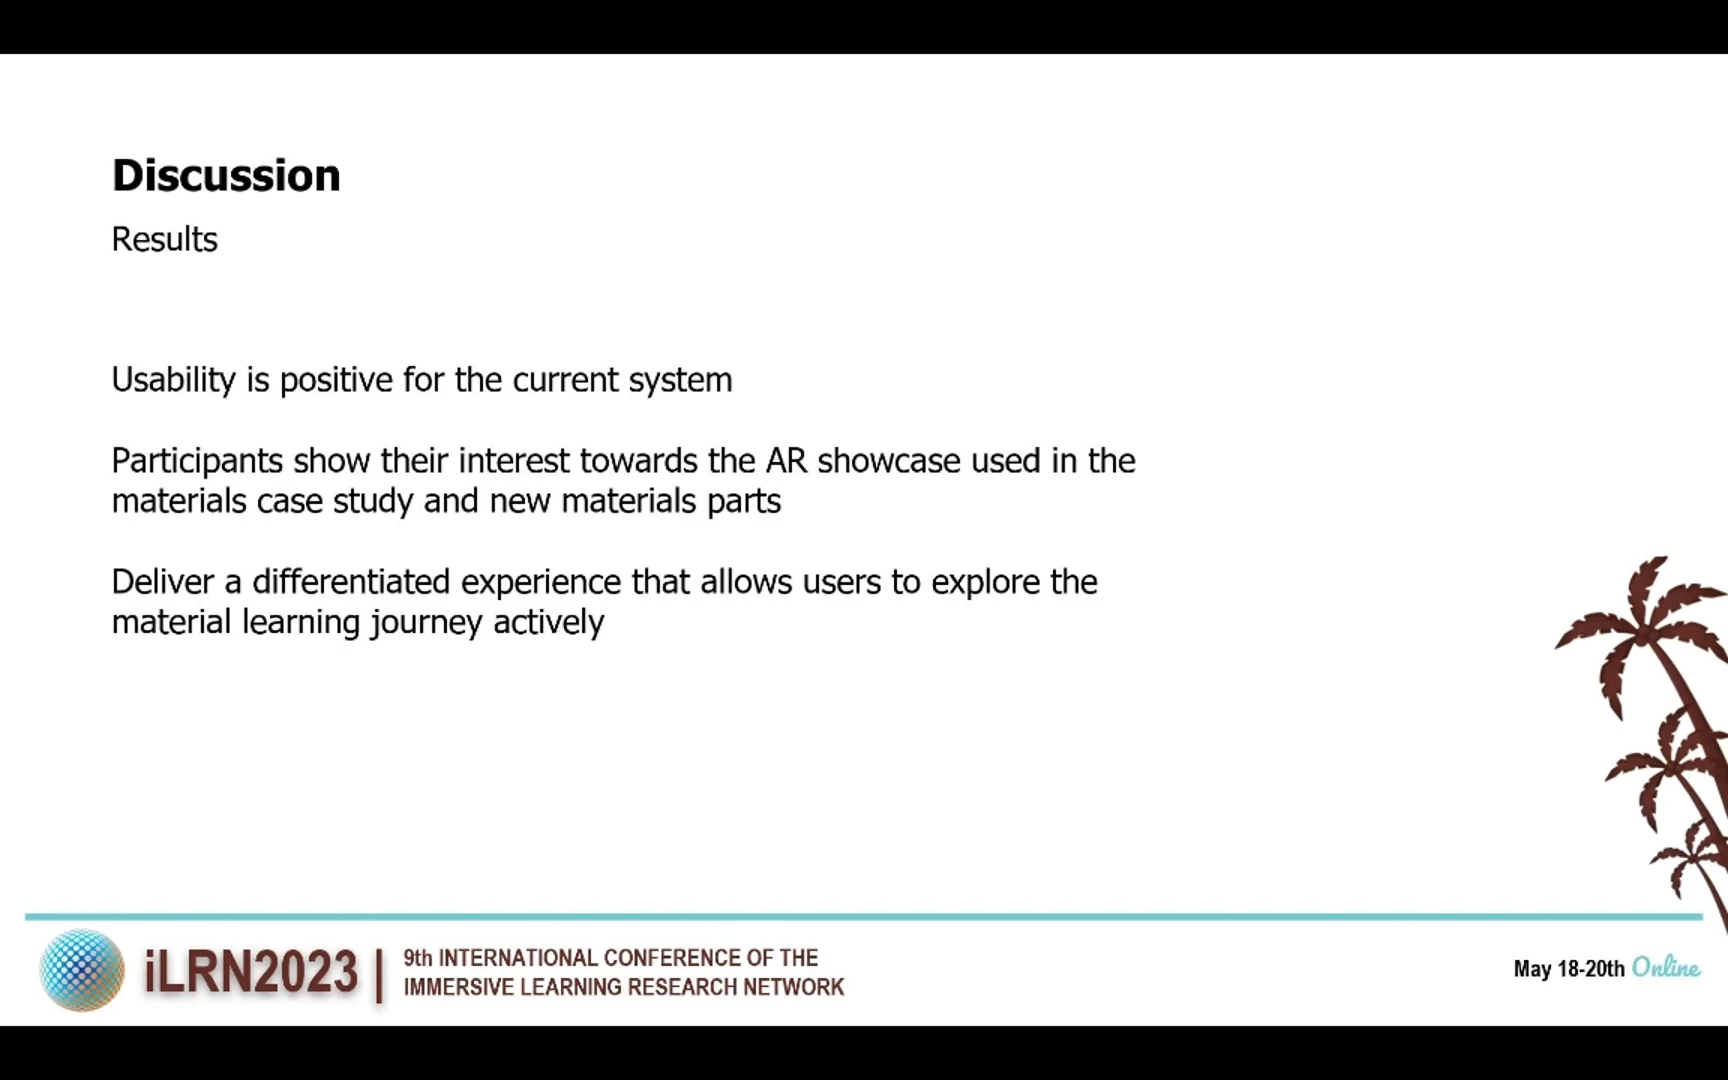 Discussion
Results
Usability is positive for the current system
Participants show their interest towards the AR showcase used in the
materials case study and new materials parts
Deliver a differentiated experience that allows users to explore the
material learning journey actively
iLRN2023 | 9th INTERNATIONAL CONFERENCE OF THE
IMMERSIVE LEARNING RESEARCH NETWORK
May 18-20th Online